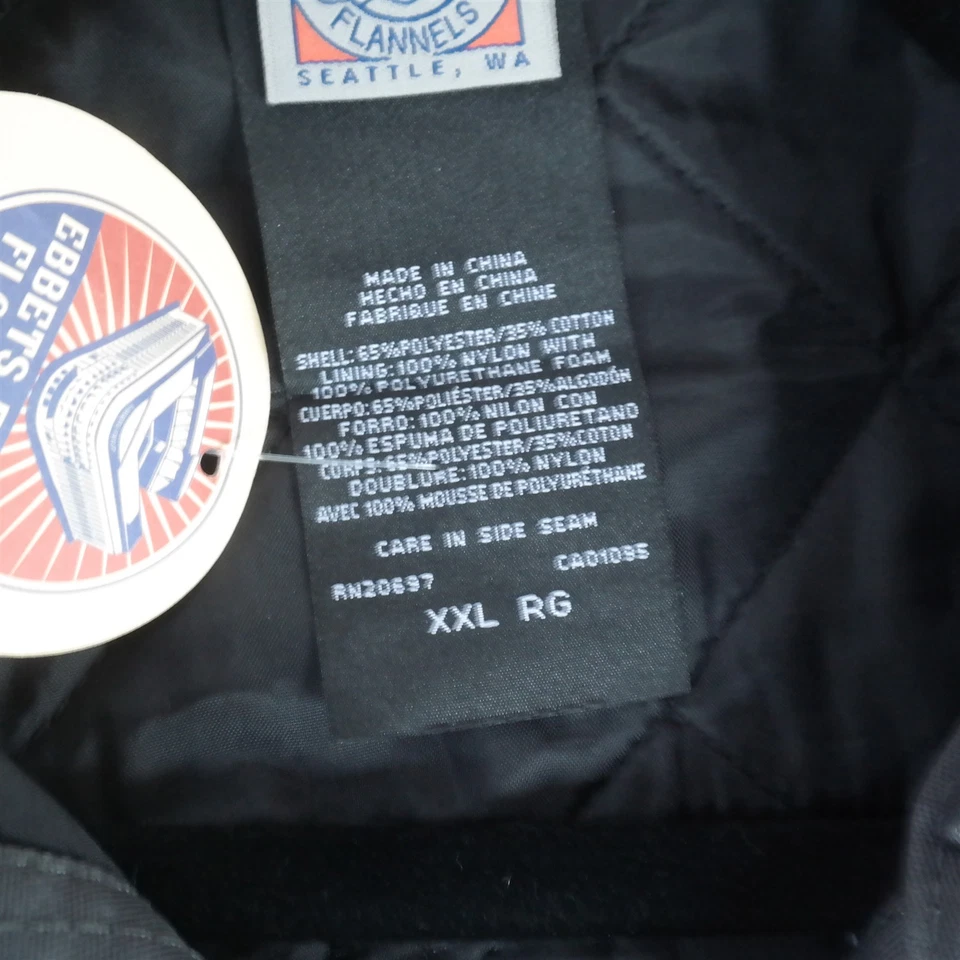 FLANNELS
SEATTLE, WA
EBBETS
MADE IN CHINA
HECHO EN CHINA
FABRIQUE EN CHINE
SHELL: 65%POLYESTER/35% COTTON
LINING: 100% NYLON WITH
100% POLYURETHANE FOAM
CUERPO: 65%POLIÉSTER/35%ALGODÓN
FORRO: 100% NILON CON
100% ESPUMA DE POLIURETANO
CORPS: 65%POLYESTER/35%COTON
DOUBLURE: 100% NYLON
AVEC 100% MOUSSE DE POLYURÉTHANE
CARE IN SIDE SEAM
RN20697 CA01095
XXL RG